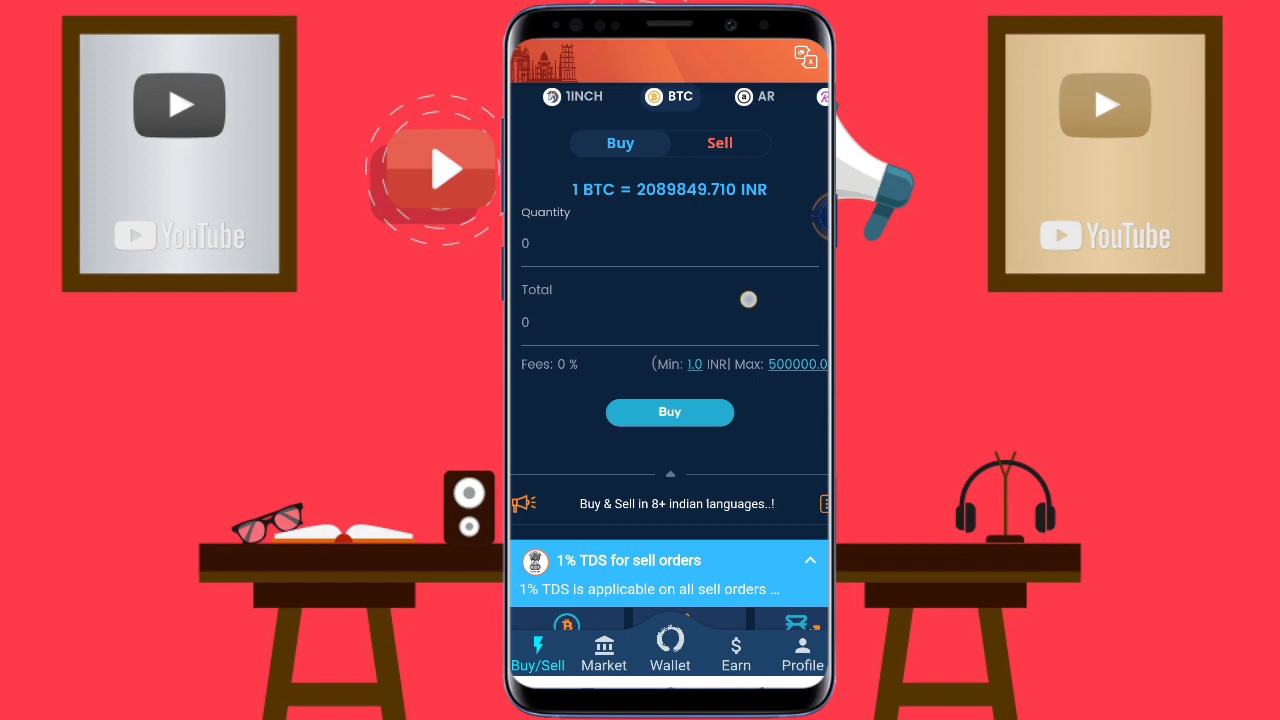 YouTube
YouTube
1INCH
BTC
AR
Buy
Sell
1 BTC = 2089849.710 INR
Quantity
0
Total
0
Fees: 0 %
(Min: 1.0 INR| Max: 500000.0
Buy
Buy & Sell in 8+ indian languages..!
1% TDS for sell orders
1% TDS is applicable on all sell orders ...
Buy/Sell
Market
Wallet
Earn
Profile